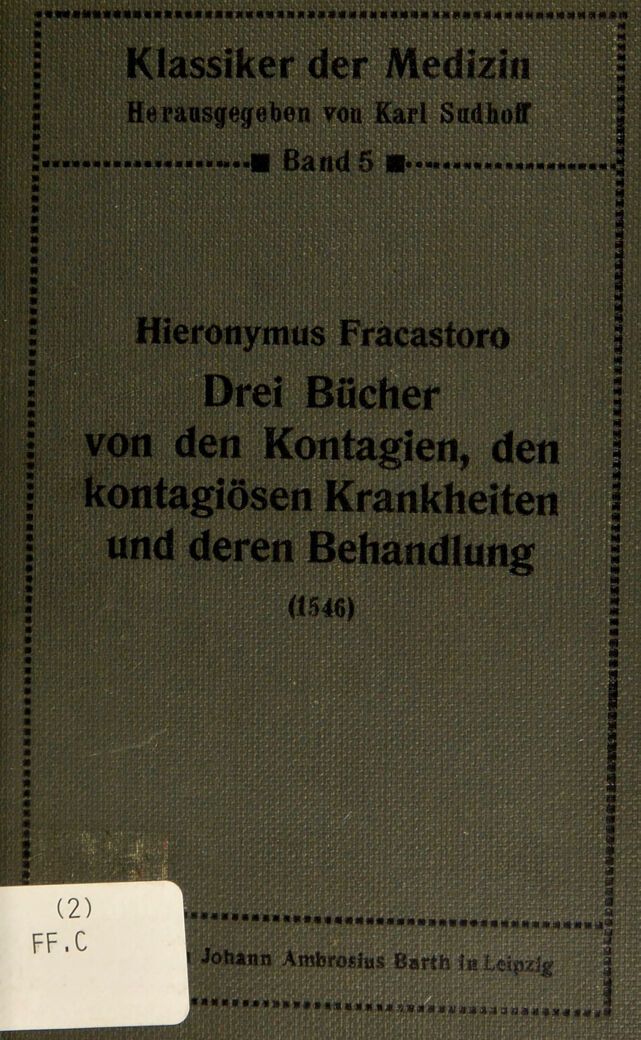 Klassiker der Medizin
Herausgegeben von Karl Sudhoff
Band 5
Hieronymus Fracastoro
Drei Bücher
von den Kontagien, den
kontagiösen Krankheiten
und deren Behandlung
(1546)
(2)
FF.C
Johann Ambrosius Barth in Leipzig